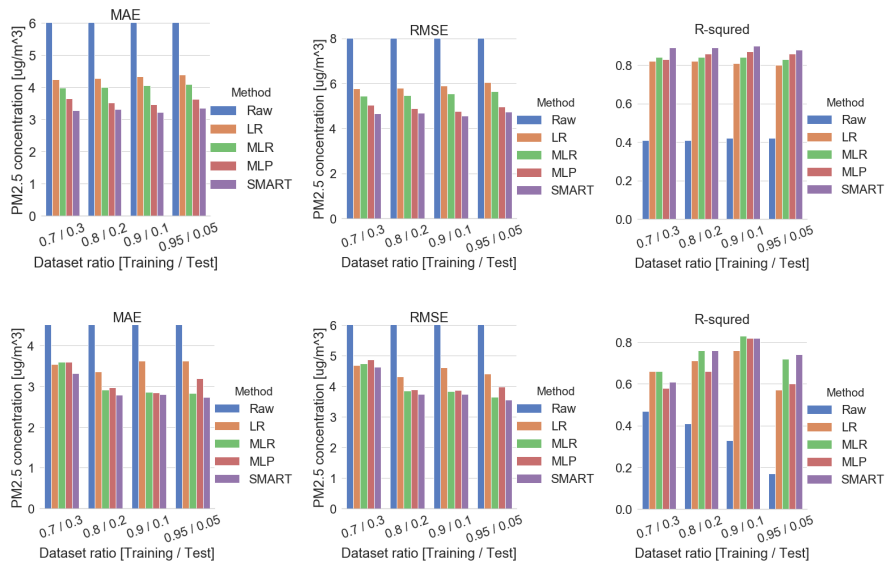 MAE
PM2.5 concentration [ug/m^3]
6
5
4
3
2
1
0
0.7 / 0.3
0.8 / 0.2
0.9 / 0.1
0.95 / 0.05
Dataset ratio [Training / Test]
Method
Raw
LR
MLR
MLP
SMART
RMSE
PM2.5 concentration [ug/m^3]
8
6
4
2
0
0.7 / 0.3
0.8 / 0.2
0.9 / 0.1
0.95 / 0.05
Dataset ratio [Training / Test]
Method
Raw
LR
MLR
MLP
SMART
R-squred
0.8
0.6
0.4
0.2
0.0
0.7 / 0.3
0.8 / 0.2
0.9 / 0.1
0.95 / 0.05
Dataset ratio [Training / Test]
Method
Raw
LR
MLR
MLP
SMART
MAE
PM2.5 concentration [ug/m^3]
4
3
2
1
0
0.7 / 0.3
0.8 / 0.2
0.9 / 0.1
0.95 / 0.05
Dataset ratio [Training / Test]
Method
Raw
LR
MLR
MLP
SMART
RMSE
PM2.5 concentration [ug/m^3]
6
5
4
3
2
1
0
0.7 / 0.3
0.8 / 0.2
0.9 / 0.1
0.95 / 0.05
Dataset ratio [Training / Test]
Method
Raw
LR
MLR
MLP
SMART
R-squred
0.8
0.6
0.4
0.2
0.0
0.7 / 0.3
0.8 / 0.2
0.9 / 0.1
0.95 / 0.05
Dataset ratio [Training / Test]
Method
Raw
LR
MLR
MLP
SMART